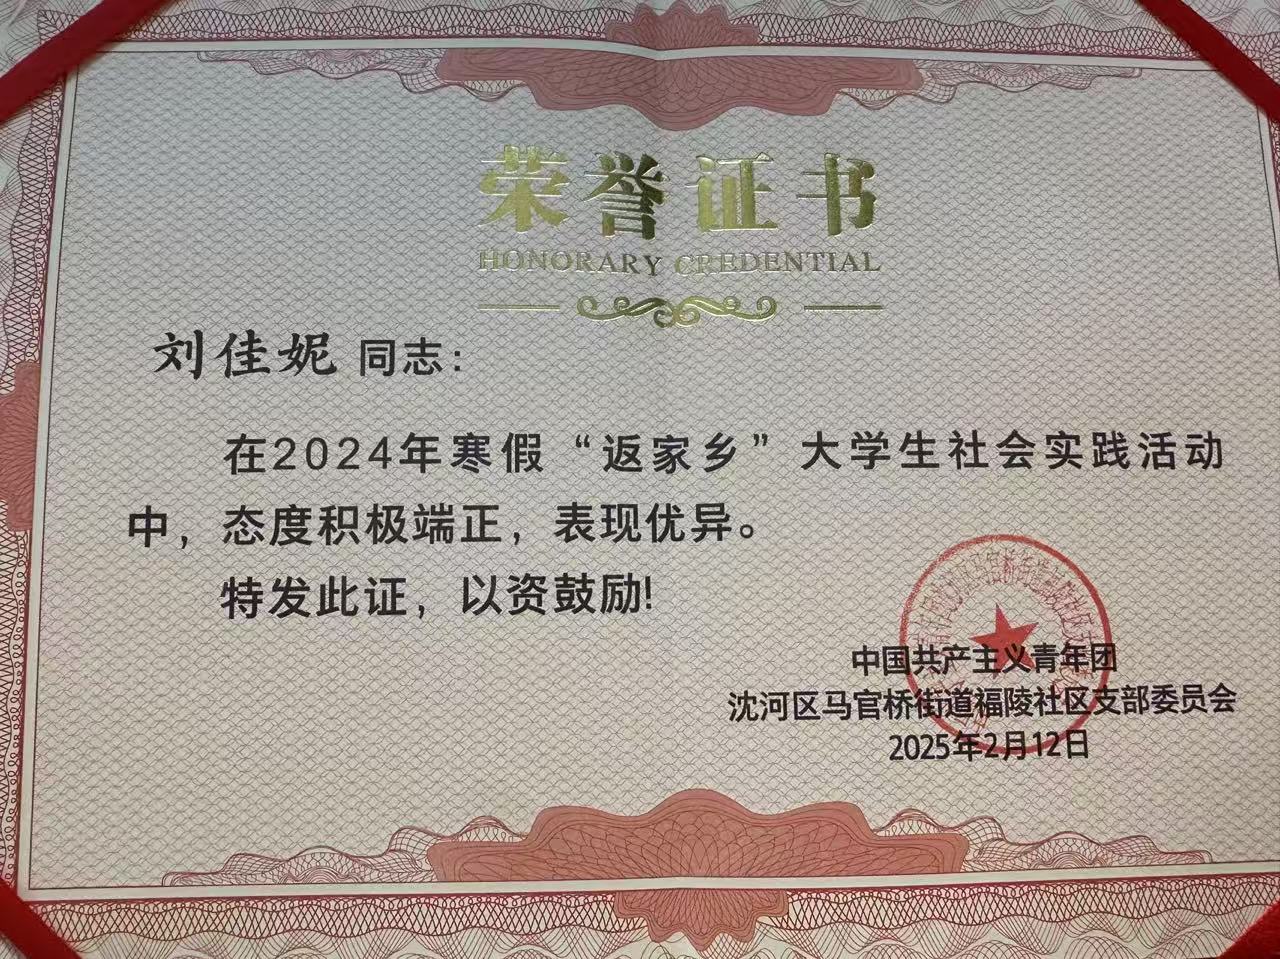 荣誉证书
HONORARY CREDENTIAL
刘佳妮 同志：
在2024年寒假“返家乡”大学生社会实践活动
中，态度积极端正，表现优异。
特发此证，以资鼓励！
中国共产主义青年团
沈河区马官桥街道福陵社区支部委员会
2025年2月12日